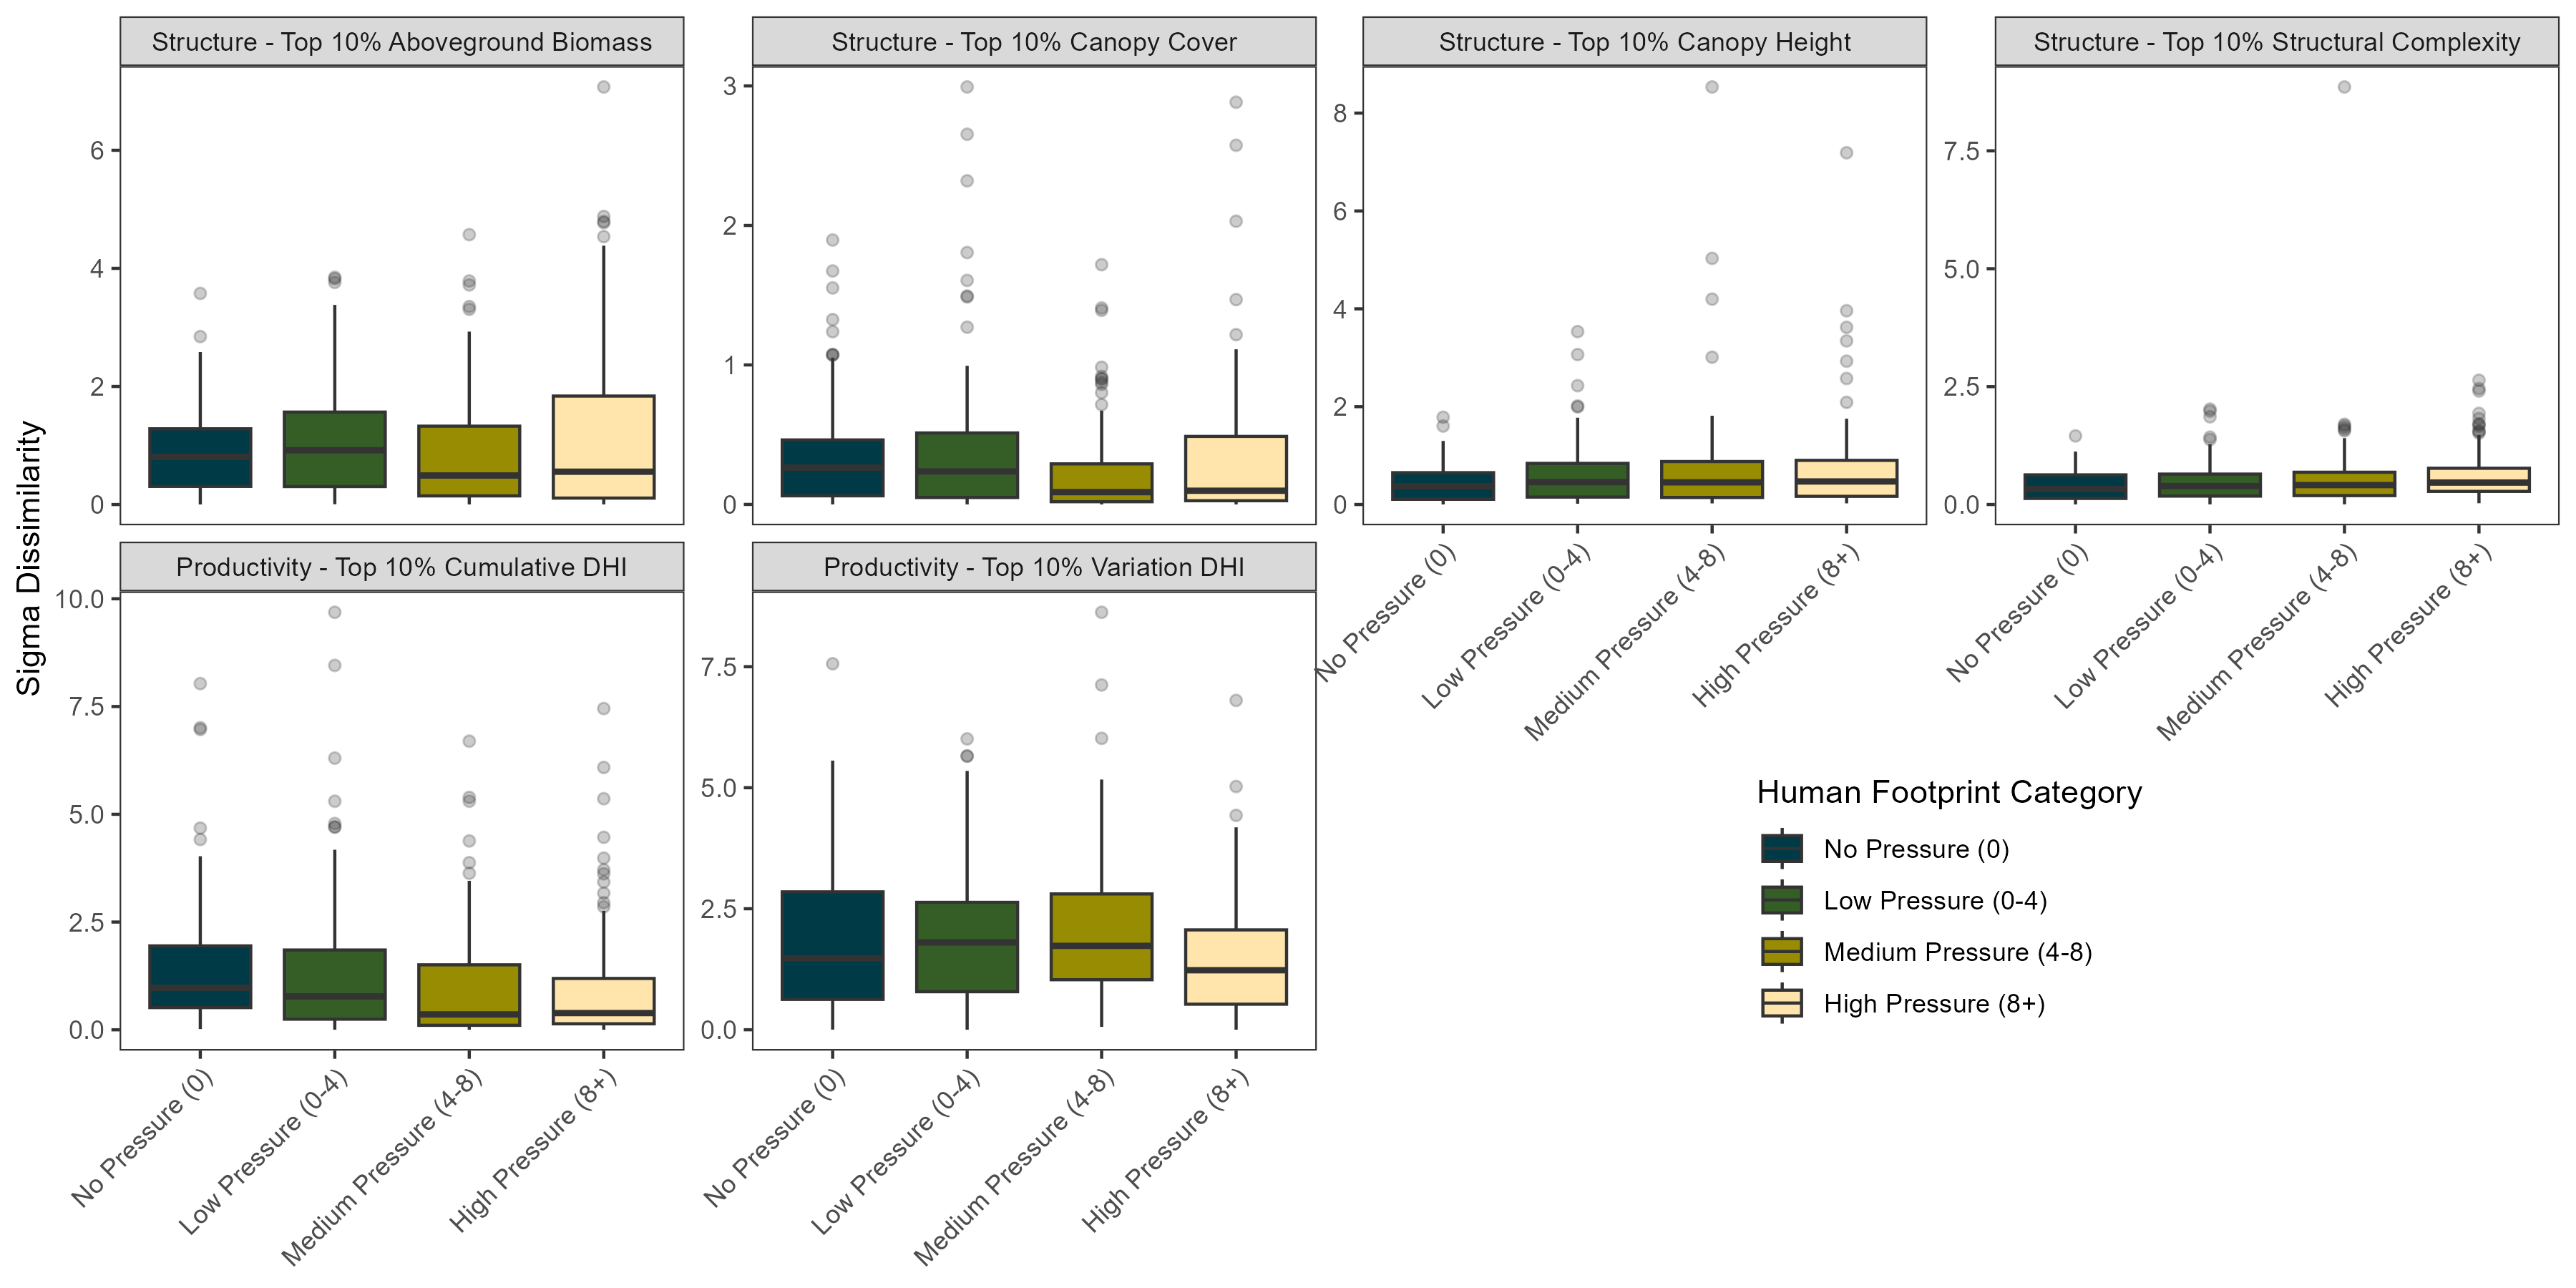 Structure - Top 10% Aboveground Biomass
Structure - Top 10% Canopy Cover
Structure - Top 10% Canopy Height
Structure - Top 10% Structural Complexity
Sigma Dissimilarity
6
4
2
0
3
2
1
0
8
6
4
2
0
7.5
5.0
2.5
0.0
No Pressure (0)
Low Pressure (0-4)
Medium Pressure (4-8)
High Pressure (8+)
No Pressure (0)
Low Pressure (0-4)
Medium Pressure (4-8)
High Pressure (8+)
Productivity - Top 10% Cumulative DHI
Productivity - Top 10% Variation DHI
10.0
7.5
5.0
2.5
0.0
7.5
5.0
2.5
0.0
No Pressure (0)
Low Pressure (0-4)
Medium Pressure (4-8)
High Pressure (8+)
No Pressure (0)
Low Pressure (0-4)
Medium Pressure (4-8)
High Pressure (8+)
Human Footprint Category
No Pressure (0)
Low Pressure (0-4)
Medium Pressure (4-8)
High Pressure (8+)